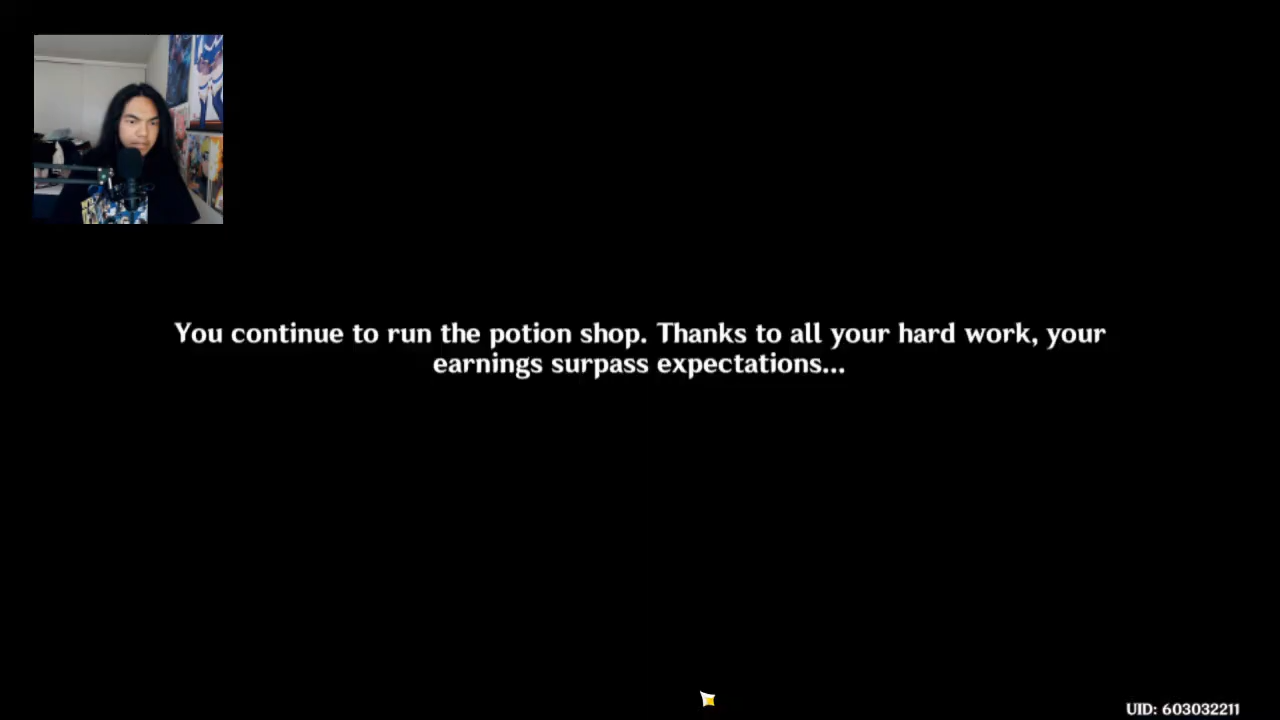 You continue to run the potion shop. Thanks to all your hard work, your
earnings surpass expectations...
UID: 603032211